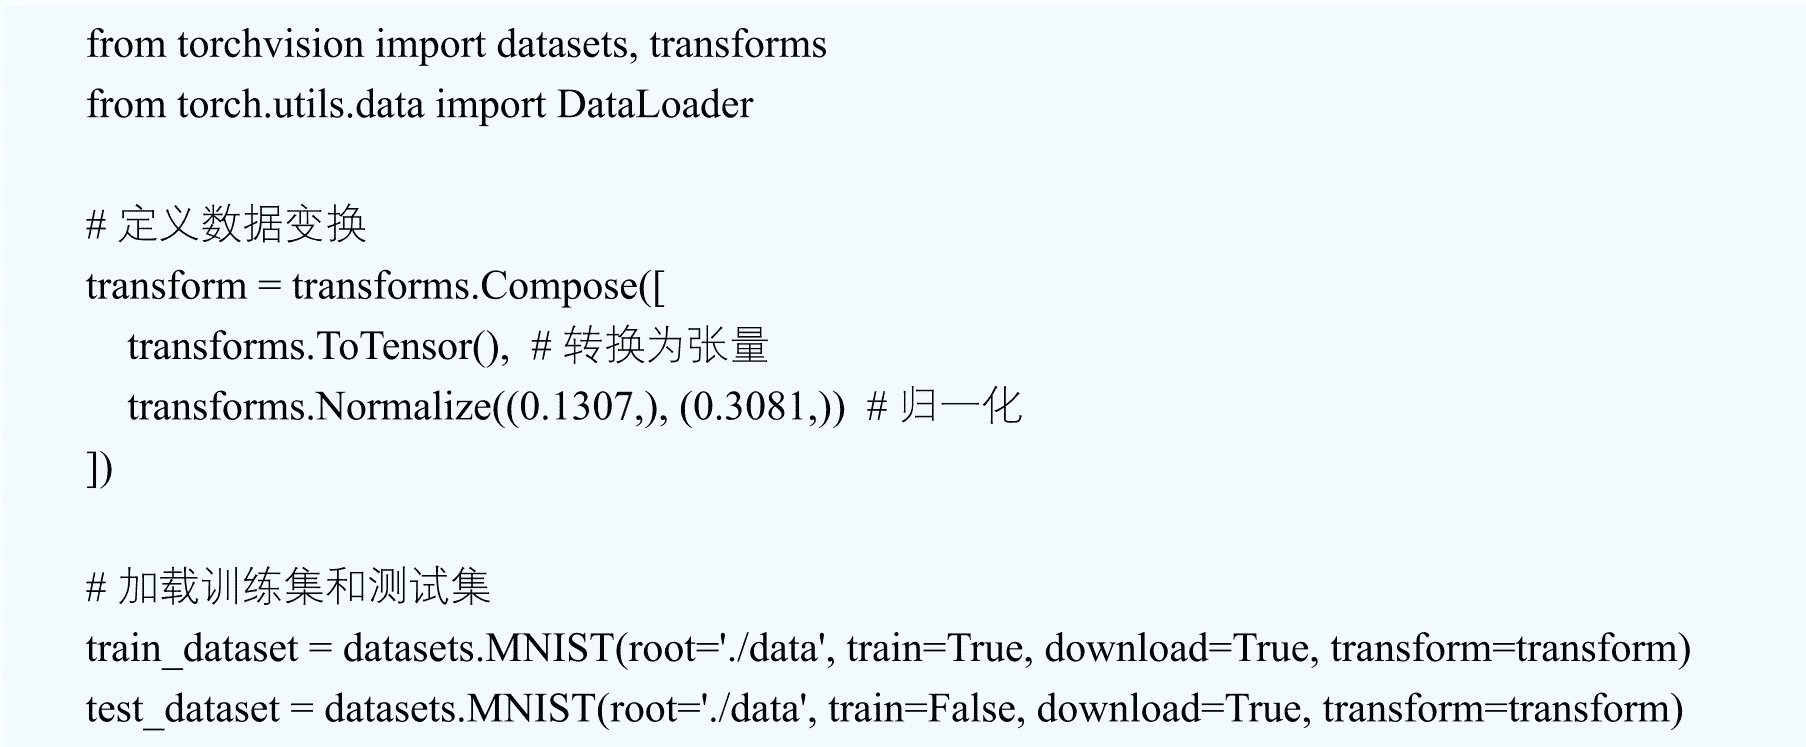 from torchvision import datasets, transforms
from torch.utils.data import DataLoader
# 定义数据变换
transform = transforms.Compose([
transforms.ToTensor(),  # 转换为张量
transforms.Normalize((0.1307,), (0.3081,))  # 归一化
])
# 加载训练集和测试集
train_dataset = datasets.MNIST(root='./data', train=True, download=True, transform=transform)
test_dataset = datasets.MNIST(root='./data', train=False, download=True, transform=transform)